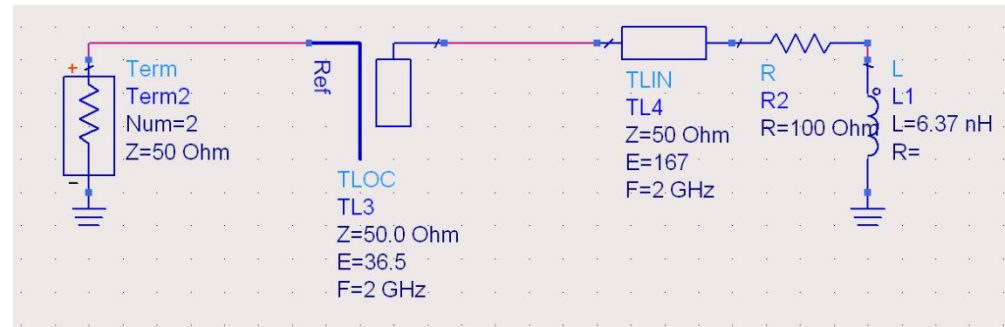 +
Term
Term2
Num=2
Z=50 Ohm
-
Ref
TLOC
TL3
Z=50.0 Ohm
E=36.5
F=2 GHz
TLIN
TL4
Z=50 Ohm
E=167
F=2 GHz
R
R2
R=100 Ohm
L
L1
L=6.37 nH
R=